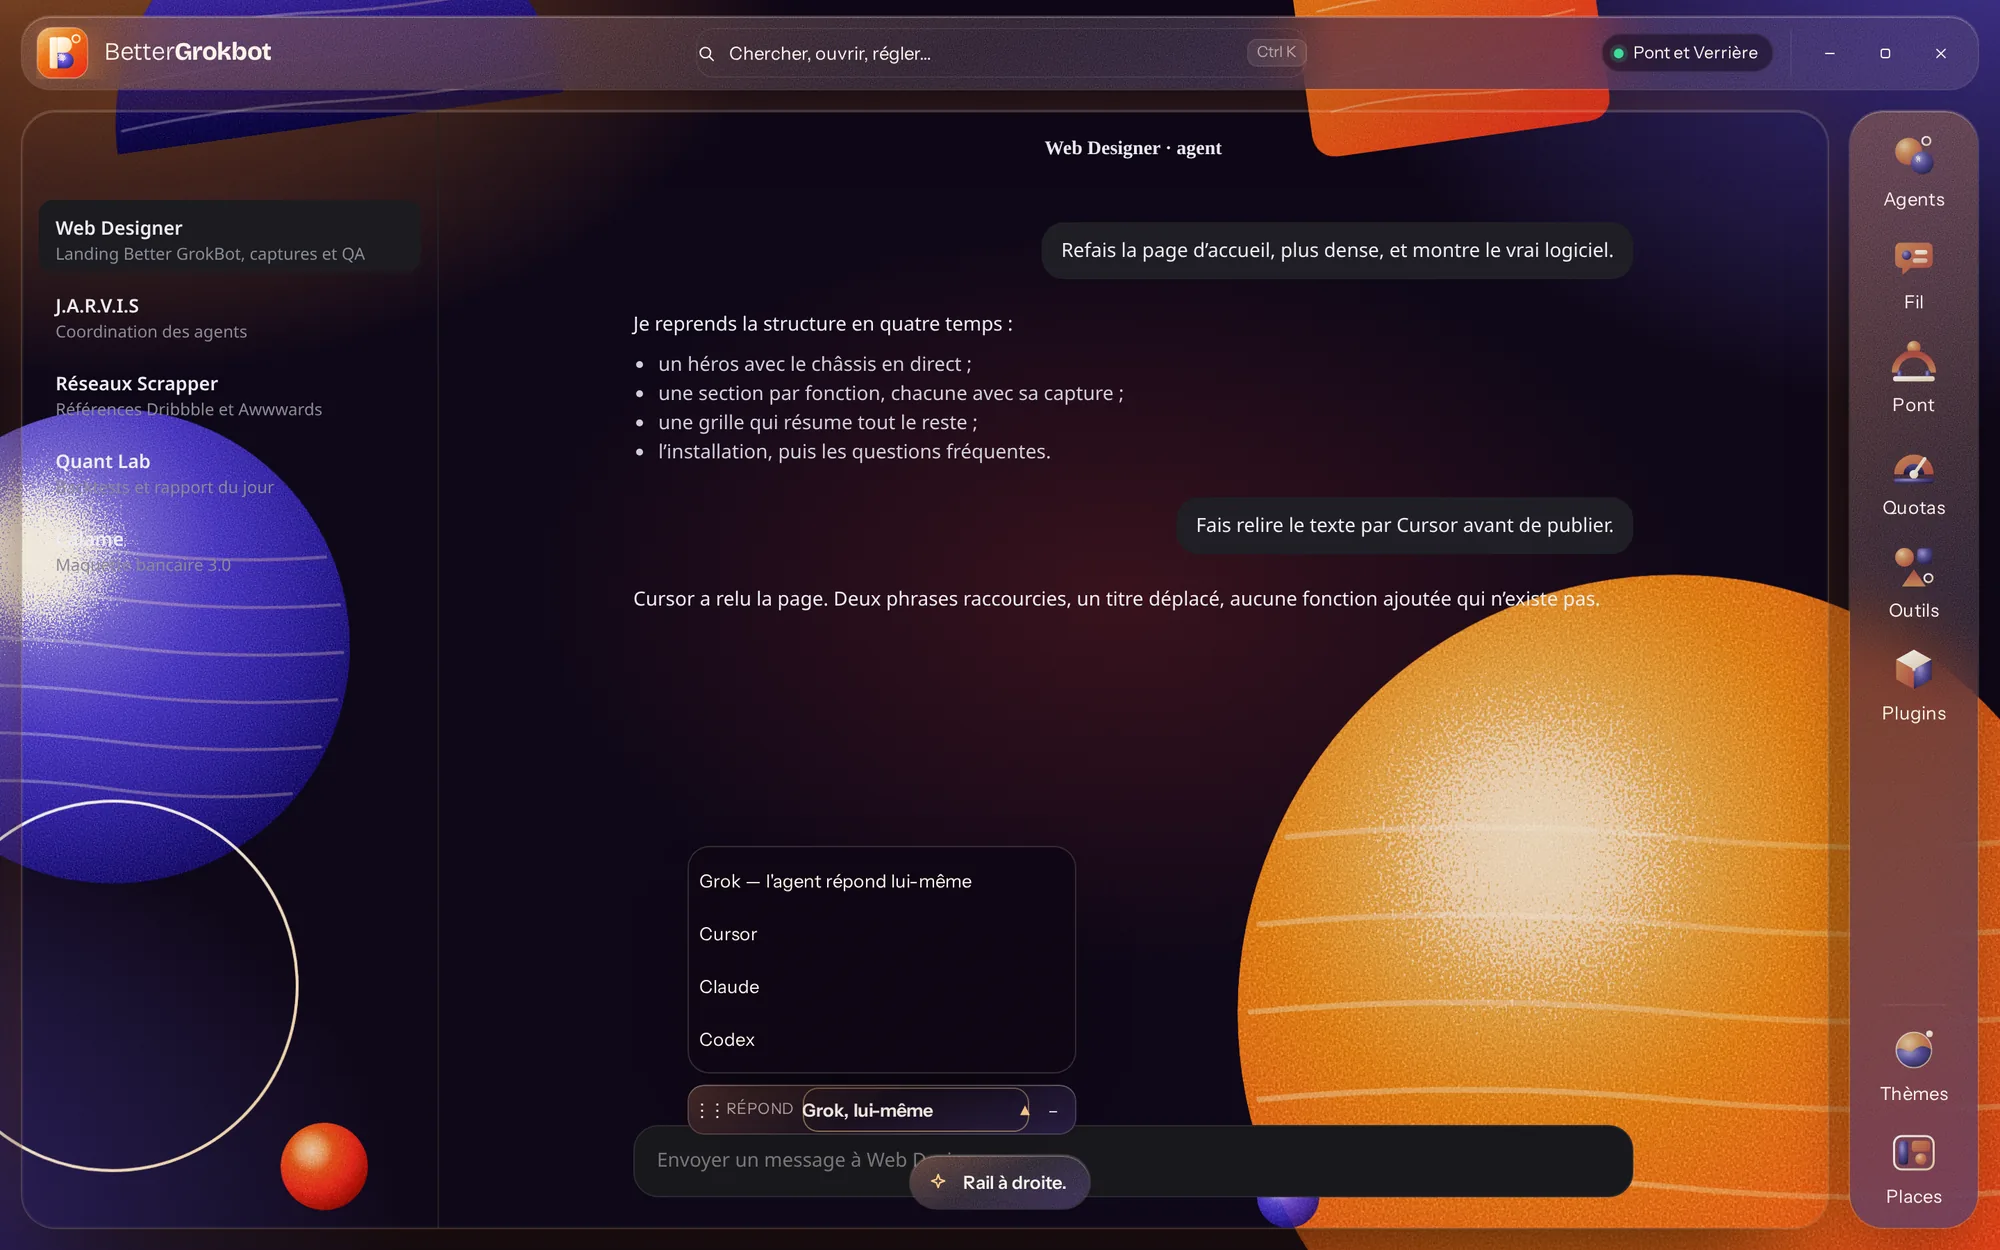 BetterGrokbot
Chercher, ouvrir, régler...
Ctrl K
Pont et Verrière
Web Designer · agent
Web Designer
Landing Better GrokBot, captures et QA
J.A.R.V.I.S
Coordination des agents
Réseaux Scrapper
Références Dribbble et Awwwards
Quant Lab
et rapport du jour
bancaire 3.0
Refais la page d’accueil, plus dense, et montre le vrai logiciel.
Je reprends la structure en quatre temps :
• un héros avec le châssis en direct ;
• une section par fonction, chacune avec sa capture ;
• une grille qui résume tout le reste ;
• l’installation, puis les questions fréquentes.
Fais relire le texte par Cursor avant de publier.
Cursor a relu la page. Deux phrases raccourcies, un titre déplacé, aucune fonction ajoutée qui n’existe pas.
Grok — l'agent répond lui-même
Cursor
Claude
Codex
RÉPOND
Grok, lui-même
Envoyer un message à Web
Rail à droite.
Agents
Fil
Pont
Quotas
Outils
Plugins
Thèmes
Places